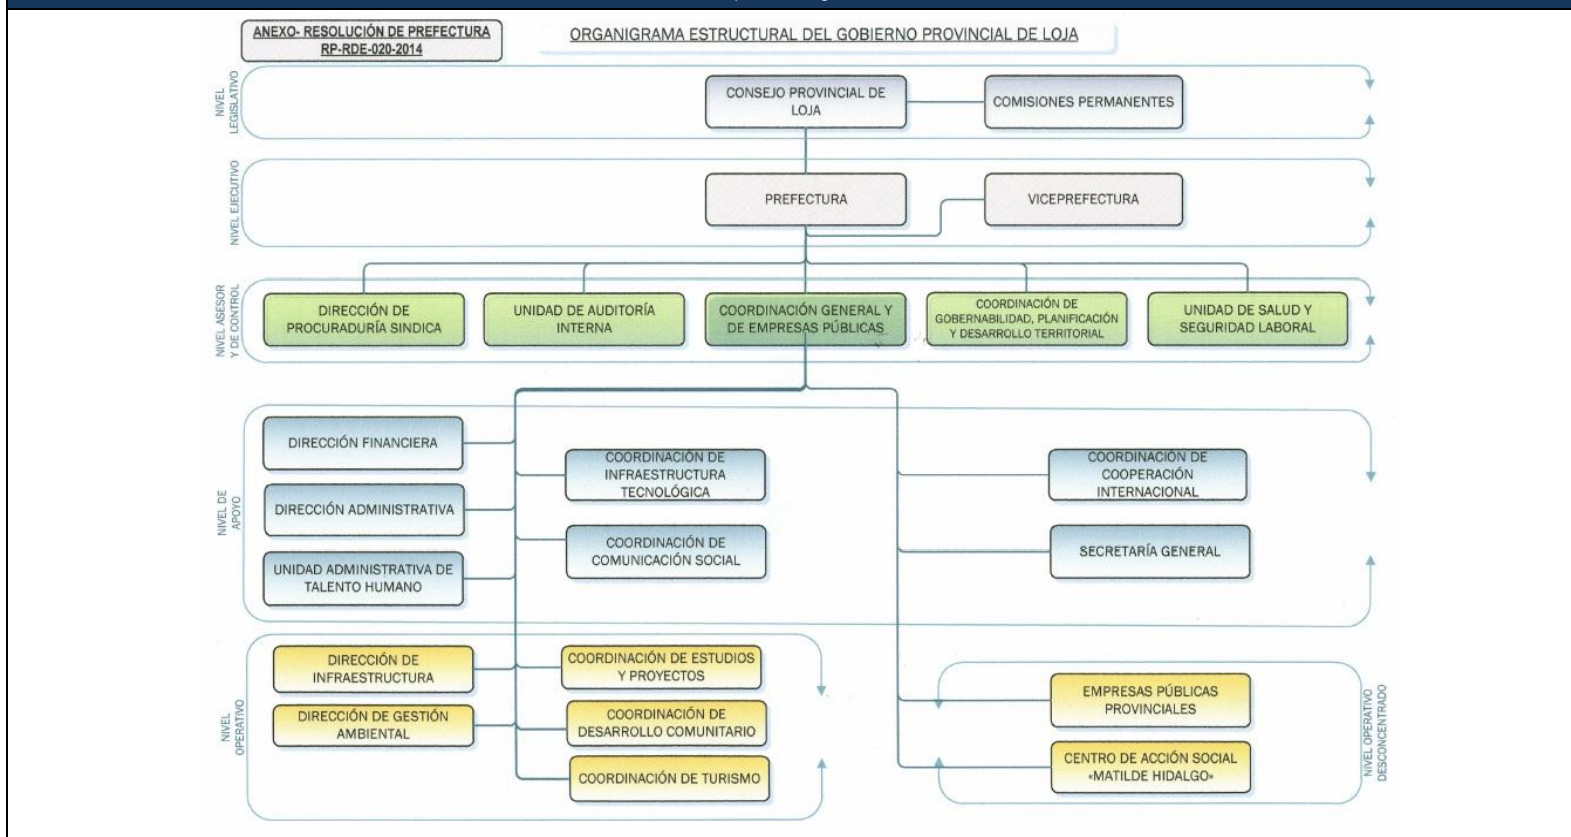 ANEXO- RESOLUCIÓN DE PREFECTURA
RP-RDE-020-2014
ORGANIGRAMA ESTRUCTURAL DEL GOBIERNO PROVINCIAL DE LOJA
NIVEL
LEGISLATIVO
CONSEJO PROVINCIAL DE
LOJA
COMISIONES PERMANENTES
NIVEL EJECUTIVO
PREFECTURA
VICEPREFECTURA
NIVEL ASESOR
Y DE CONTROL
DIRECCIÓN DE
PROCURADURÍA SINDICA
UNIDAD DE AUDITORÍA
INTERNA
COORDINACIÓN GENERAL Y
DE EMPRESAS PÚBLICAS
COORDINACIÓN DE
GOBERNABILIDAD, PLANIFICACIÓN
Y DESARROLLO TERRITORIAL
UNIDAD DE SALUD Y
SEGURIDAD LABORAL
NIVEL DE
APOYO
DIRECCIÓN FINANCIERA
DIRECCIÓN ADMINISTRATIVA
UNIDAD ADMINISTRATIVA DE
TALENTO HUMANO
COORDINACIÓN DE
INFRAESTRUCTURA
TECNOLÓGICA
COORDINACIÓN DE
COMUNICACIÓN SOCIAL
COORDINACIÓN DE
COOPERACIÓN
INTERNACIONAL
SECRETARÍA GENERAL
NIVEL
OPERATIVO
DIRECCIÓN DE
INFRAESTRUCTURA
DIRECCIÓN DE GESTIÓN
AMBIENTAL
COORDINACIÓN DE ESTUDIOS
Y PROYECTOS
COORDINACIÓN DE
DESARROLLO COMUNITARIO
COORDINACIÓN DE TURISMO
EMPRESAS PÚBLICAS
PROVINCIALES
CENTRO DE ACCIÓN SOCIAL
«MATILDE HIDALGO»
NIVEL OPERATIVO
DESCONCENTRADO